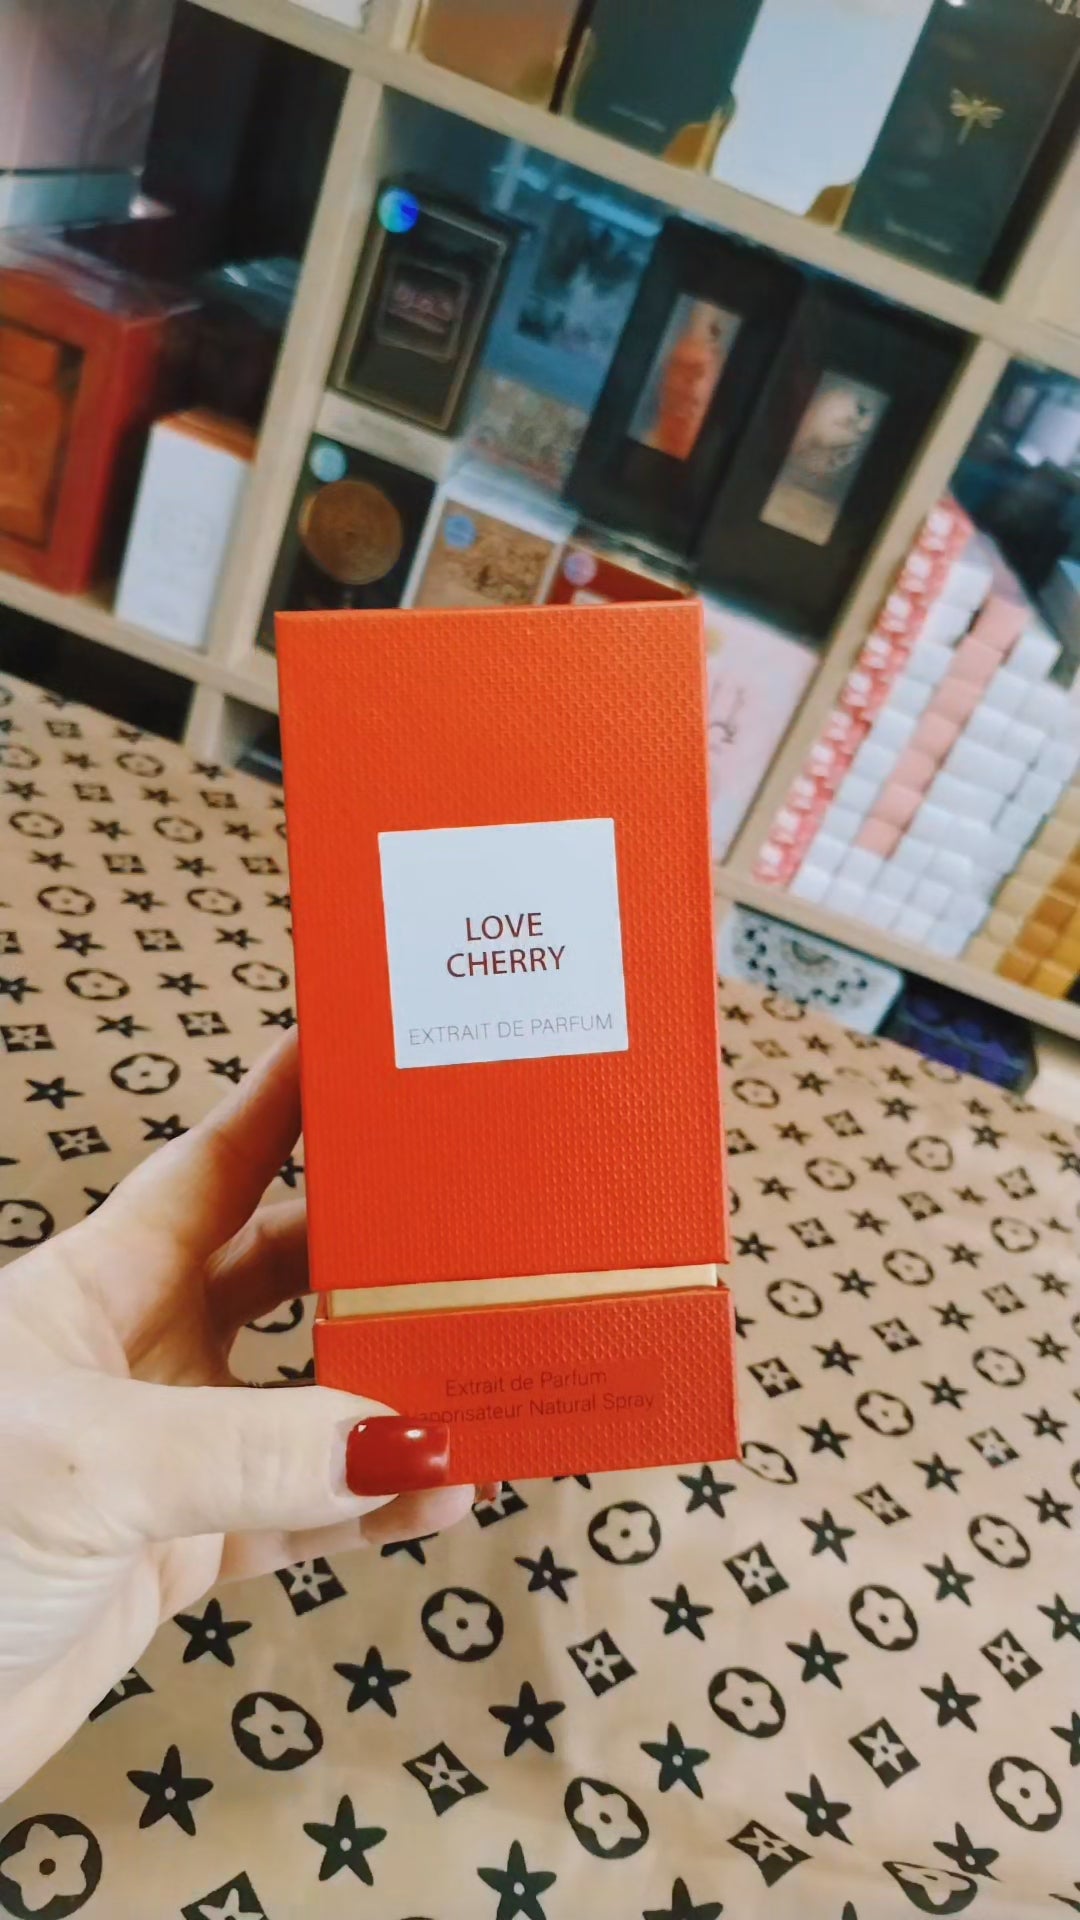 LOVE
CHERRY
EXTRAIT DE PARFUM
Extrait de Parfum
Natural Spray